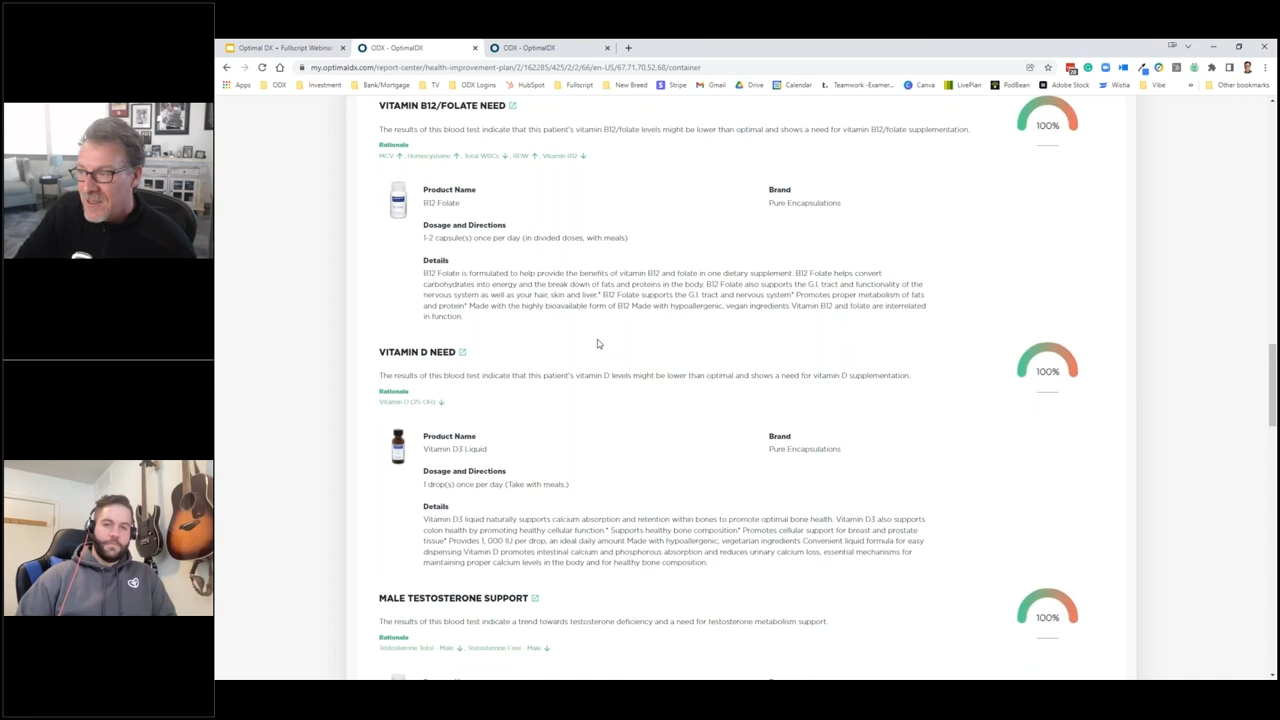 Optimal DX + Fullscript Webinar
ODX - OptimalDX
ODX - OptimalDX
my.optimaldx.com/report-center/health-improvement-plan/2/162285/425/2/2/66/en-US/67,71,70,52,68/container
Apps
ODX
Investment
Bank/Mortgage
TV
ODX Logins
HubSpot
Fullscript
New Breed
Stripe
Gmail
Drive
Calendar
Teamwork -Examer...
Canva
LivePlan
PodBean
Adobe Stock
Wistia
Vibe
Other bookmarks
VITAMIN B12/FOLATE NEED
100%
The results of this blood test indicate that this patient's vitamin B12/folate levels might be lower than optimal and shows a need for vitamin B12/folate supplementation.
Rationale
MCV ↑, Homocysteine ↑, Total WBCs ↓, RDW ↑, Vitamin B12 ↓
Product Name
Brand
B12 Folate
Pure Encapsulations
Dosage and Directions
1-2 capsule(s) once per day (in divided doses, with meals)
Details
B12 Folate is formulated to help provide the benefits of vitamin B12 and folate in one dietary supplement. B12 Folate helps convert
carbohydrates into energy and the break down of fats and proteins in the body. B12 Folate also supports the G.I. tract and functionality of the
nervous system as well as your hair, skin and liver.* B12 Folate supports the G.I. tract and nervous system* Promotes proper metabolism of fats
and protein* Made with the highly bioavailable form of B12 Made with hypoallergenic, vegan ingredients Vitamin B12 and folate are interrelated
in function.
VITAMIN D NEED
100%
The results of this blood test indicate that this patient's vitamin D levels might be lower than optimal and shows a need for vitamin D supplementation.
Rationale
Vitamin D (25-OH) ↓
Product Name
Brand
Vitamin D3 Liquid
Pure Encapsulations
Dosage and Directions
1 drop(s) once per day (Take with meals.)
Details
Vitamin D3 liquid naturally supports calcium absorption and retention within bones to promote optimal bone health. Vitamin D3 also supports
colon health by promoting healthy cellular function.* Supports healthy bone composition* Promotes cellular support for breast and prostate
tissue* Provides 1, 000 IU per drop, an ideal daily amount Made with hypoallergenic, vegetarian ingredients Convenient liquid formula for easy
dispensing Vitamin D promotes intestinal calcium and phosphorous absorption and reduces urinary calcium loss, essential mechanisms for
maintaining proper calcium levels in the body and for healthy bone composition.
MALE TESTOSTERONE SUPPORT
100%
The results of this blood test indicate a trend towards testosterone deficiency and a need for testosterone metabolism support.
Rationale
Testosterone Total - Male ↓, Testosterone Free - Male ↓